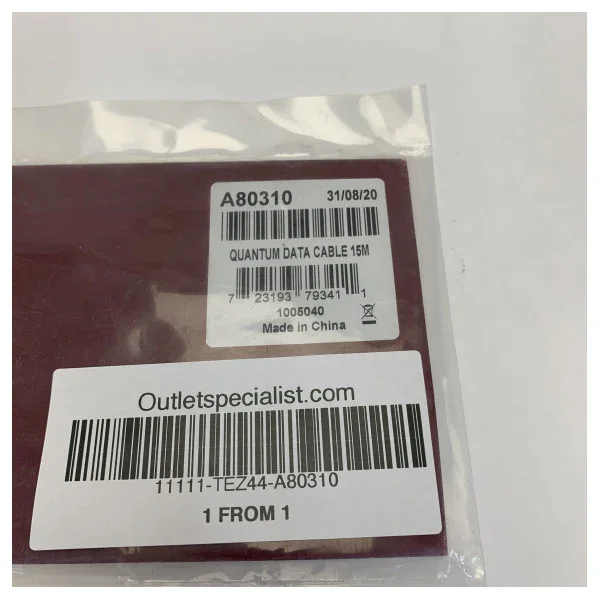 A80310 31/08/20
QUANTUM DATA CABLE 15M
7 23193 79341 1
1005040
Made in China
Outletspecialist.com
11111-TEZ44-A80310
1 FROM 1